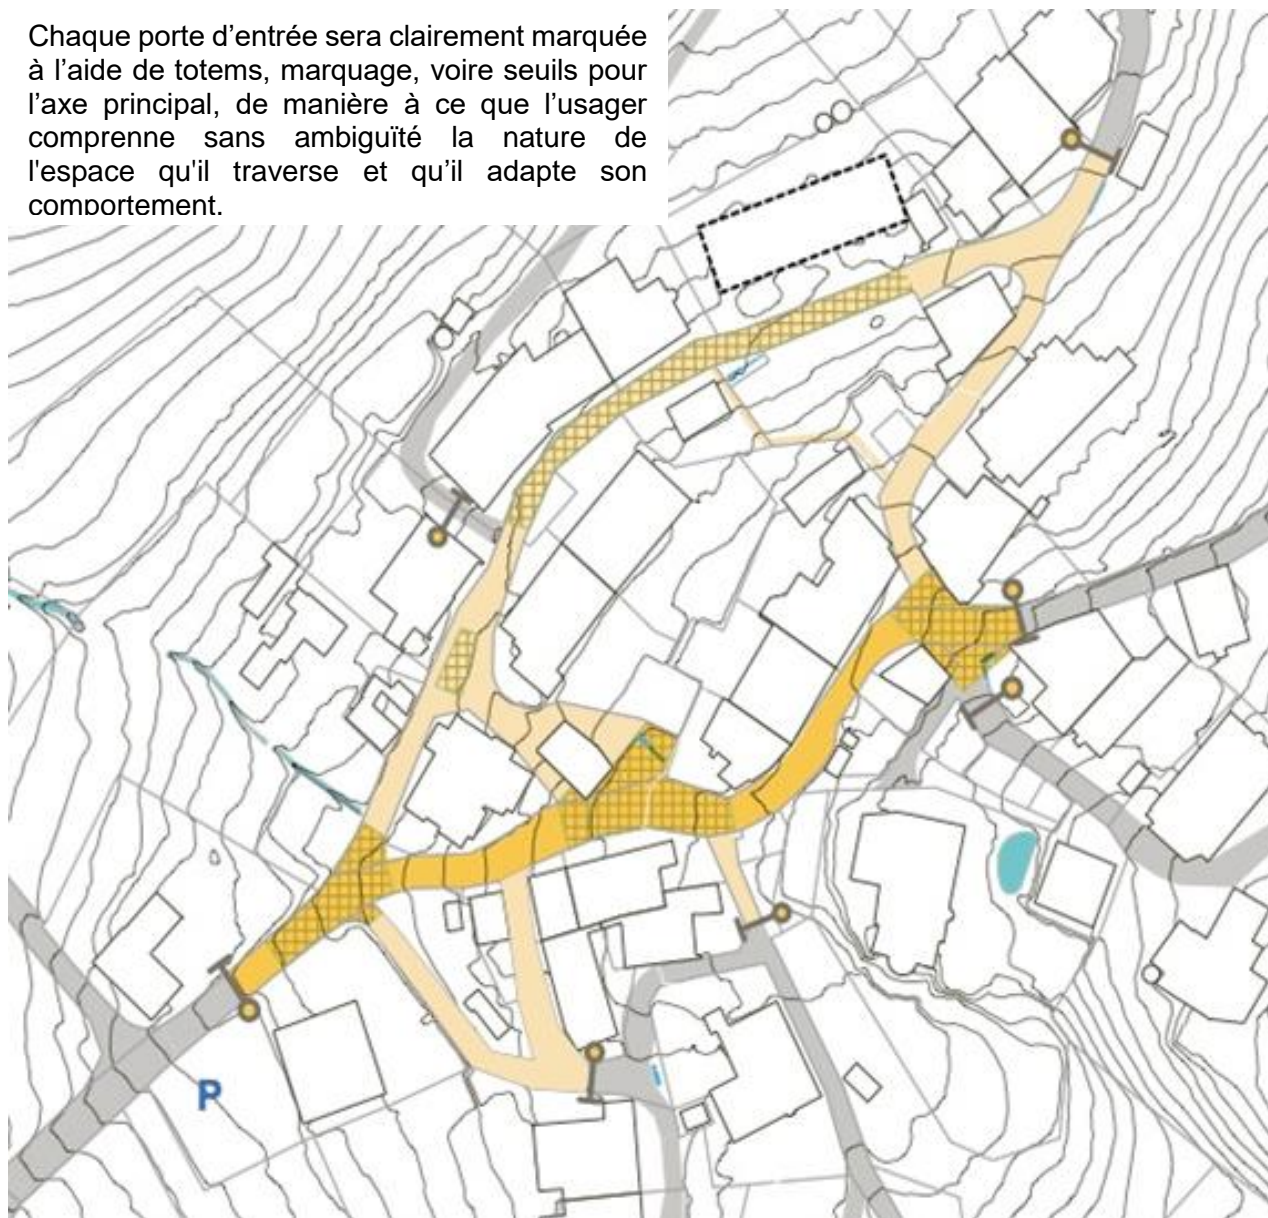 Chaque porte d’entrée sera clairement marquée
à l’aide de totems, marquage, voire seuils pour
l’axe principal, de manière à ce que l’usager
comprenne sans ambiguïté la nature de
l'espace qu'il traverse et qu’il adapte son
comportement.
P